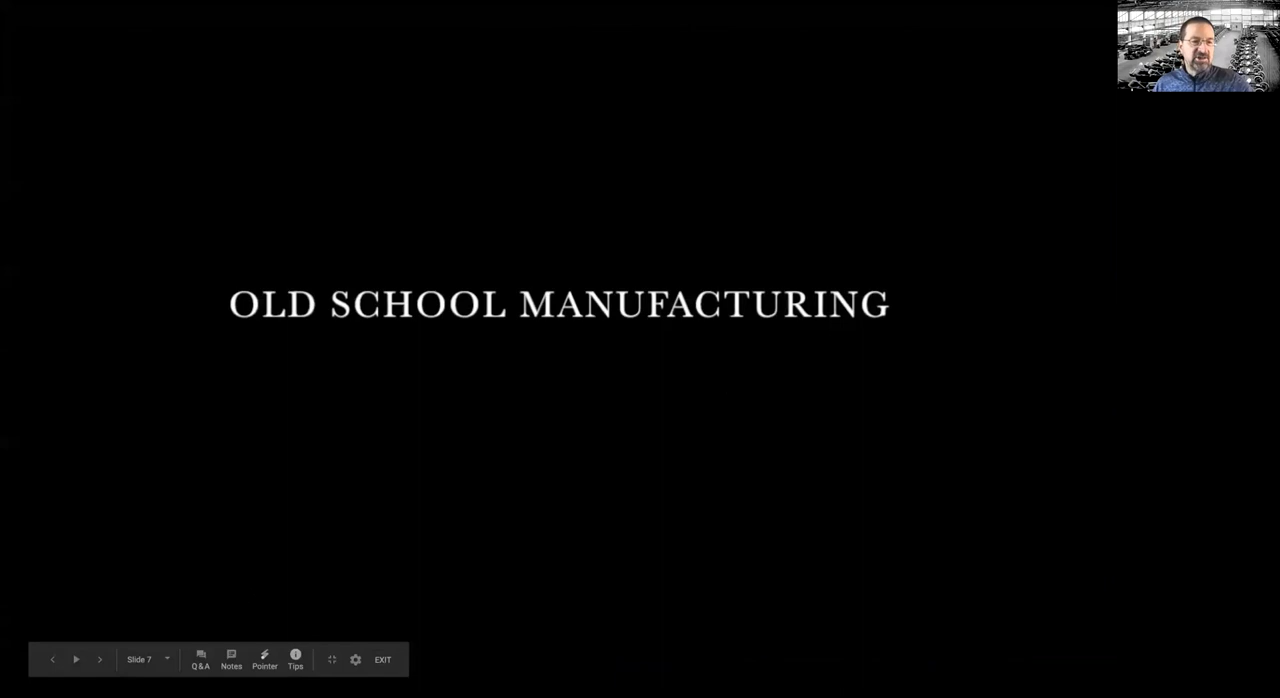 OLD SCHOOL MANUFACTURING
Slide 7
Q&A
Notes
Pointer
Tips
EXIT